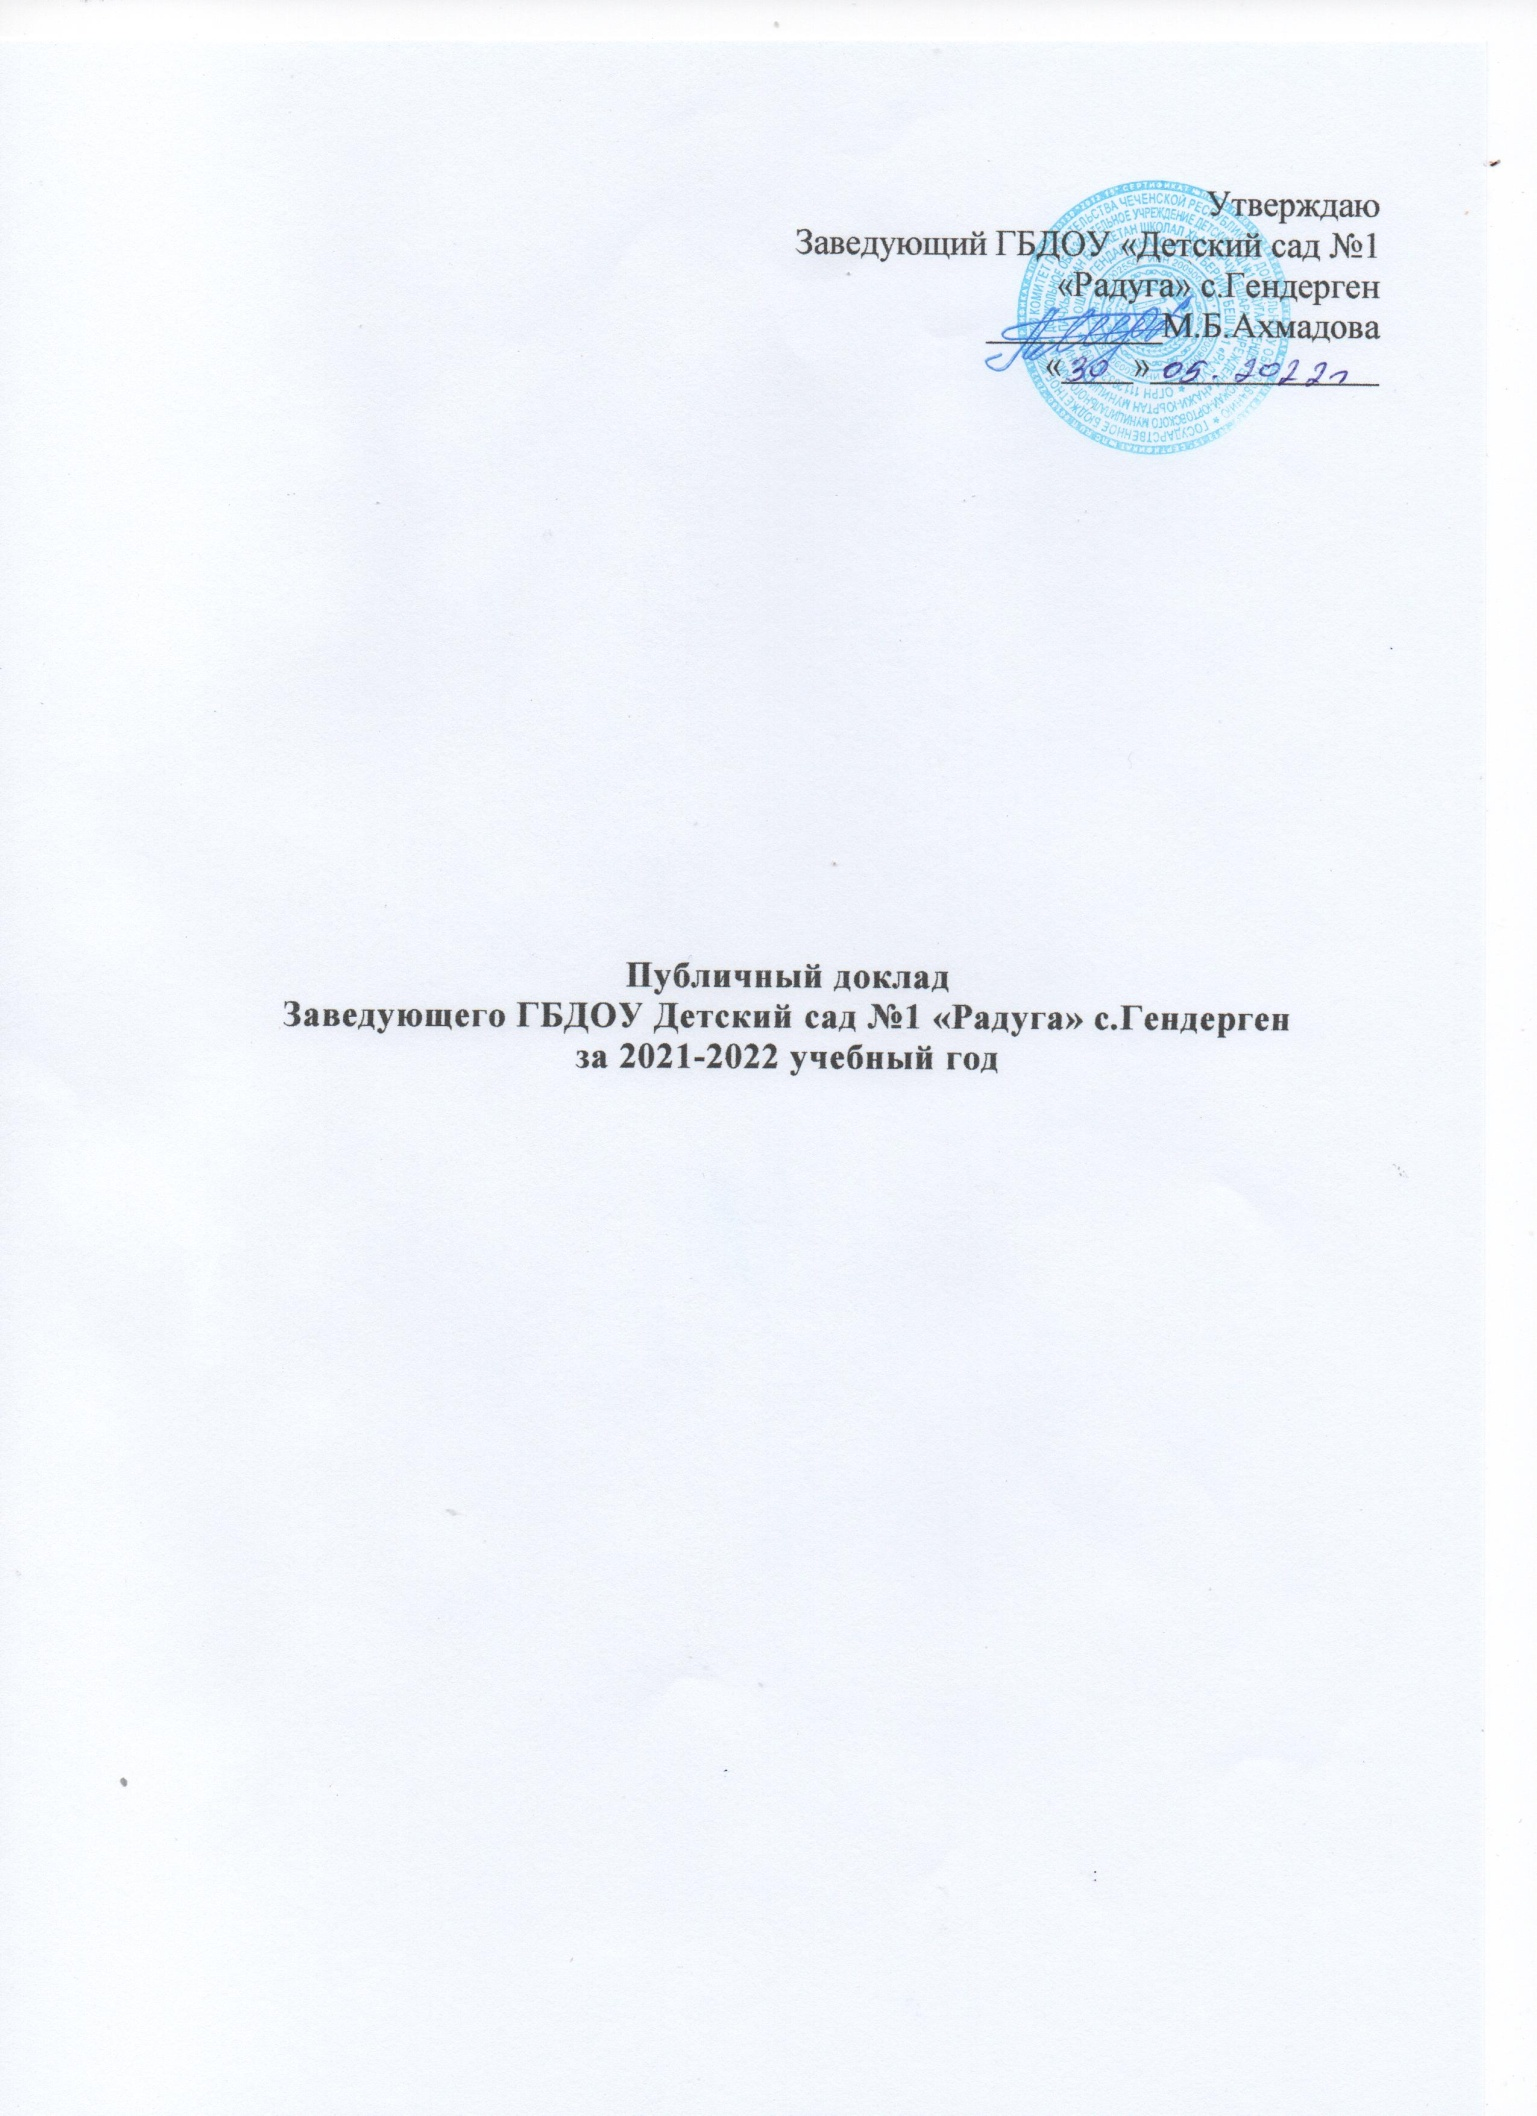 Утверждаю
Заведующий ГБДОУ «Детский сад №1
«Радуга» с.Гендерген
___________М.Б.Ахмадова
«30» 05. 2022г
Публичный доклад
Заведующего ГБДОУ Детский сад №1 «Радуга» с.Гендерген
за 2021-2022 учебный год